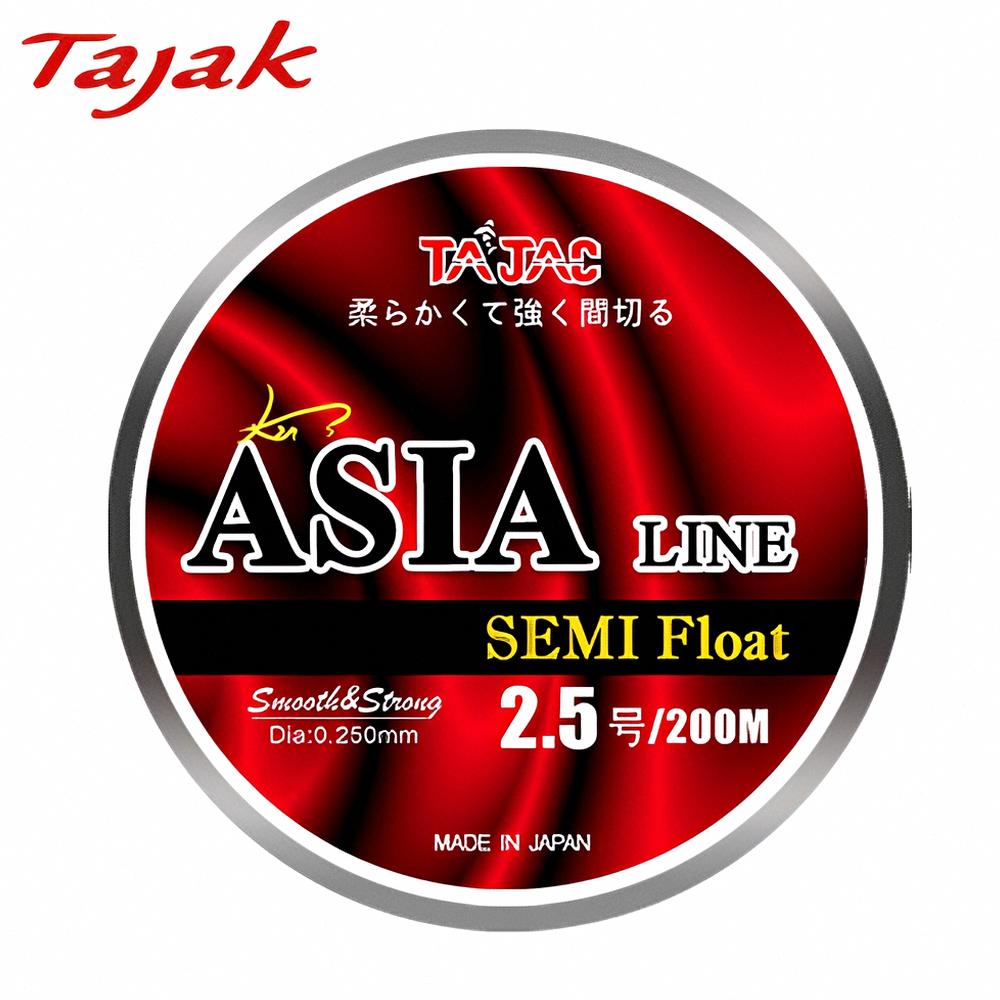 Tajak
TAJAC
柔らかくて強く間切る
ASIA LINE
SEMI Float
Smooth&Strong
Dia:0.250mm
2.5号/200M
MADE IN JAPAN